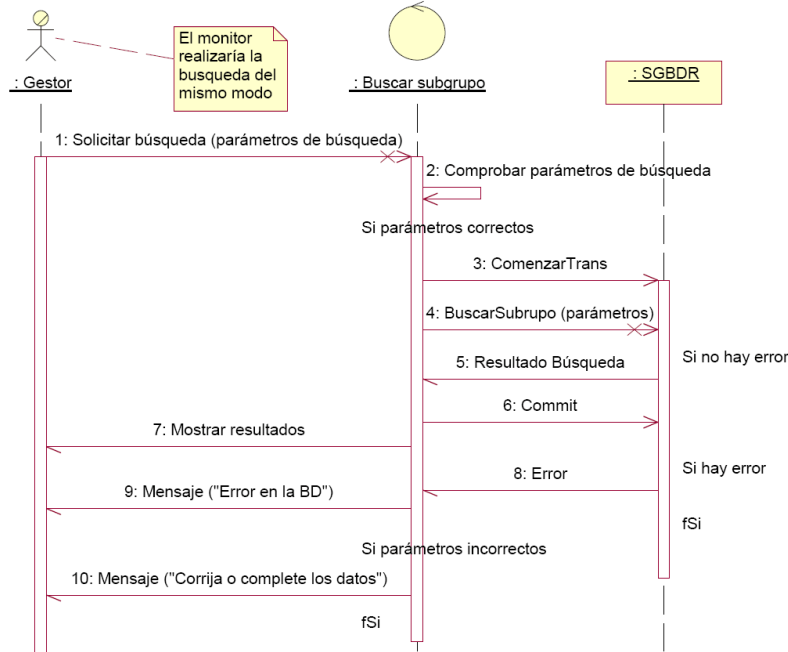 El monitor
realizaría la
busqueda del
mismo modo
: Gestor
: Buscar subgrupo
: SGBDR
1: Solicitar búsqueda (parámetros de búsqueda)
2: Comprobar parámetros de búsqueda
Si parámetros correctos
3: ComenzarTrans
4: BuscarSubrupo (parámetros)
Si no hay error
5: Resultado Búsqueda
6: Commit
7: Mostrar resultados
Si hay error
8: Error
9: Mensaje ("Error en la BD")
fSi
Si parámetros incorrectos
10: Mensaje ("Corrija o complete los datos")
fSi